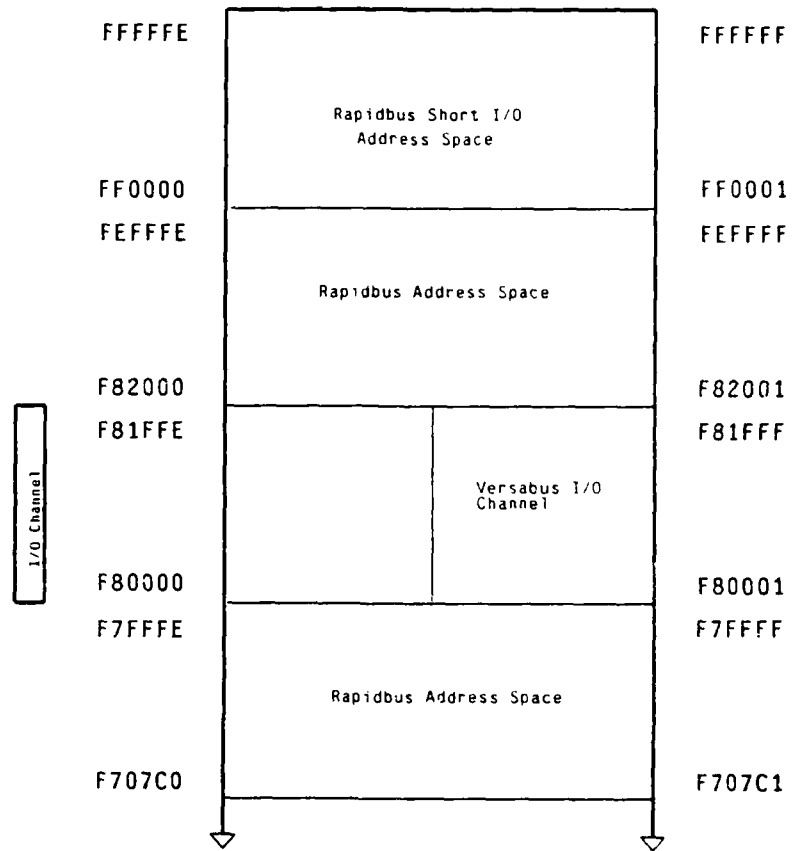 FFFFFE FFFFFF
Rapidbus Short I/O
Address Space
FF0000 FF0001
FEFFFE FEFFFF
Rapidbus Address Space
F82000 F82001
F81FFE F81FFF
I/O Channel
Versabus I/O
Channel
F80000 F80001
F7FFFE F7FFFF
Rapidbus Address Space
F707C0 F707C1